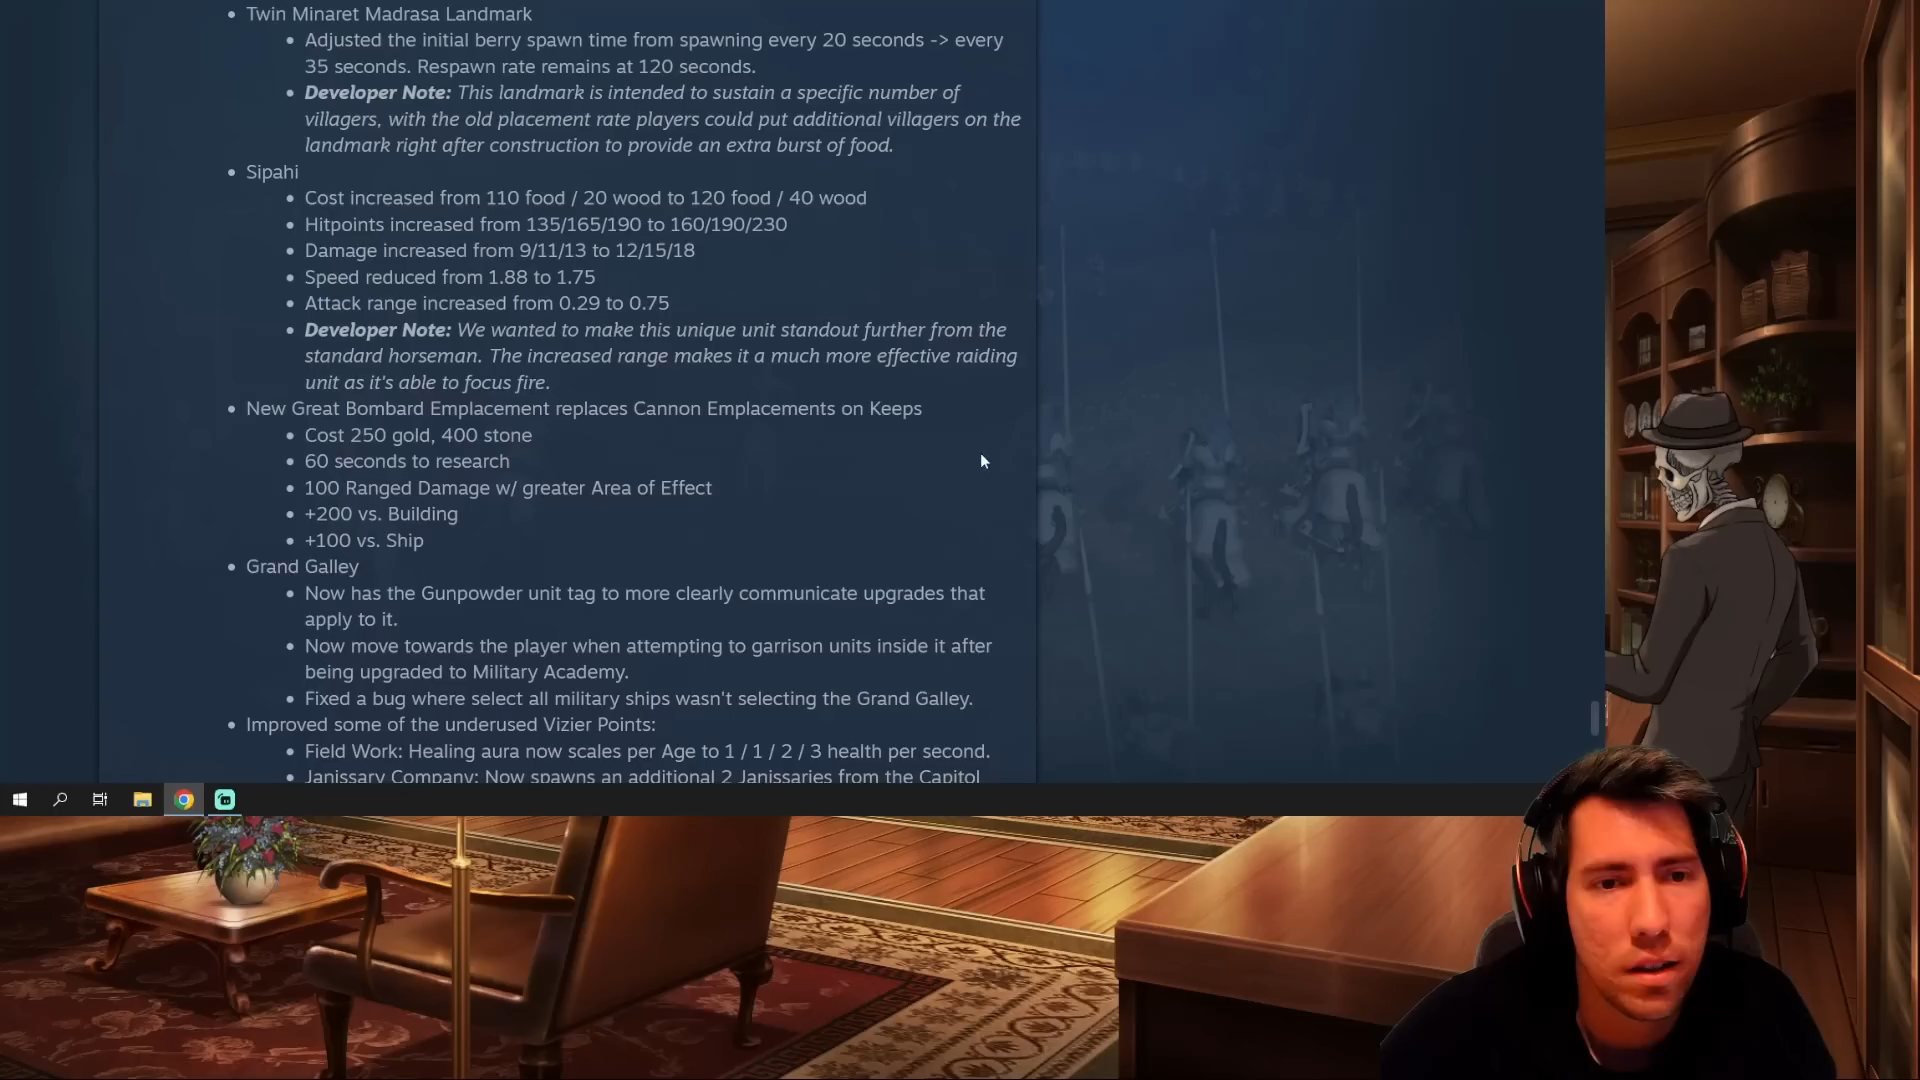 Twin Minaret Madrasa Landmark
Adjusted the initial berry spawn time from spawning every 20 seconds -> every
35 seconds. Respawn rate remains at 120 seconds.
Developer Note: This landmark is intended to sustain a specific number of
villagers, with the old placement rate players could put additional villagers on the
landmark right after construction to provide an extra burst of food.
Sipahi
Cost increased from 110 food / 20 wood to 120 food / 40 wood
Hitpoints increased from 135/165/190 to 160/190/230
Damage increased from 9/11/13 to 12/15/18
Speed reduced from 1.88 to 1.75
Attack range increased from 0.29 to 0.75
Developer Note: We wanted to make this unique unit standout further from the
standard horseman. The increased range makes it a much more effective raiding
unit as it's able to focus fire.
New Great Bombard Emplacement replaces Cannon Emplacements on Keeps
Cost 250 gold, 400 stone
60 seconds to research
100 Ranged Damage w/ greater Area of Effect
+200 vs. Building
+100 vs. Ship
Grand Galley
Now has the Gunpowder unit tag to more clearly communicate upgrades that
apply to it.
Now move towards the player when attempting to garrison units inside it after
being upgraded to Military Academy.
Fixed a bug where select all military ships wasn't selecting the Grand Galley.
Improved some of the underused Vizier Points:
Field Work: Healing aura now scales per Age to 1 / 1 / 2 / 3 health per second.
Janissary Company: Now spawns an additional 2 Janissaries from the Capitol